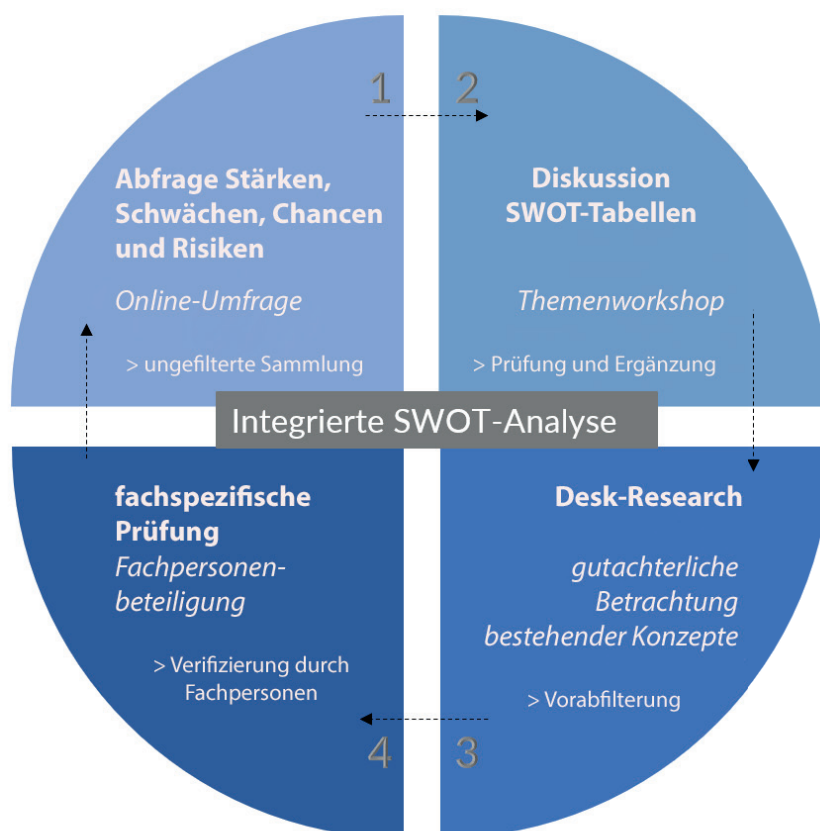 1
Abfrage Stärken,
Schwächen, Chancen
und Risiken
Online-Umfrage
> ungefilterte Sammlung
2
Diskussion
SWOT-Tabellen
Themenworkshop
> Prüfung und Ergänzung
Integrierte SWOT-Analyse
fachspezifische
Prüfung
Fachpersonen-
beteiligung
> Verifizierung durch
Fachpersonen
4
Desk-Research
gutachterliche
Betrachtung
bestehender Konzepte
> Vorabfilterung
3